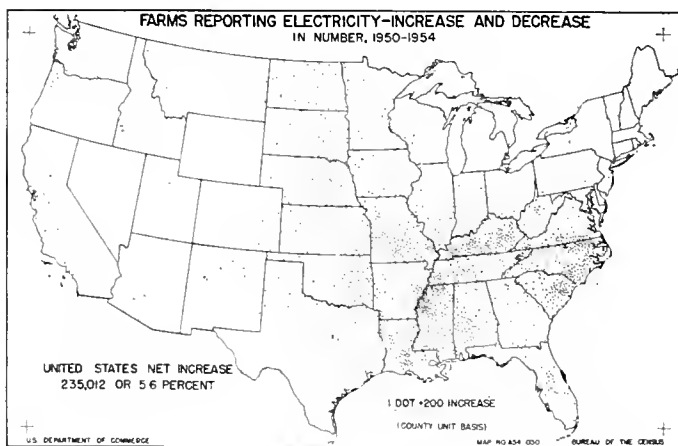 FARMS REPORTING ELECTRICITY-INCREASE AND DECREASE
IN NUMBER, 1950-1954
UNITED STATES NET INCREASE
235,012 OR 5.6 PERCENT
1 DOT=200 INCREASE
(COUNTY UNIT BASIS)
U.S. DEPARTMENT OF COMMERCE
MAP NO. A54-050
BUREAU OF THE CENSUS